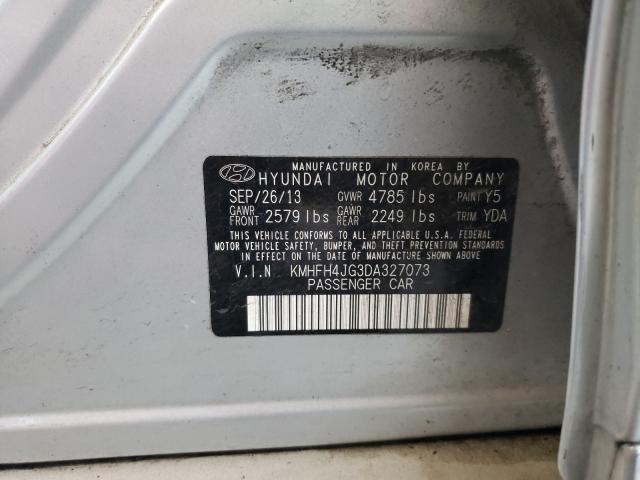 MANUFACTURED IN KOREA BY
HYUNDAI MOTOR COMPANY
SEP/26/13 GVWR 4785 lbs PAINT Y5
GAWR FRONT 2579 lbs GAWR REAR 2249 lbs TRIM YDA
THIS VEHICLE CONFORMS TO ALL APPLICABLE U.S.A. FEDERAL
MOTOR VEHICLE SAFETY, BUMPER, AND THEFT PREVENTION STANDARDS
IN EFFECT ON THE DATE OF MANUFACTURE SHOWN ABOVE
V.I.N KMHFH4JG3DA327073
PASSENGER CAR